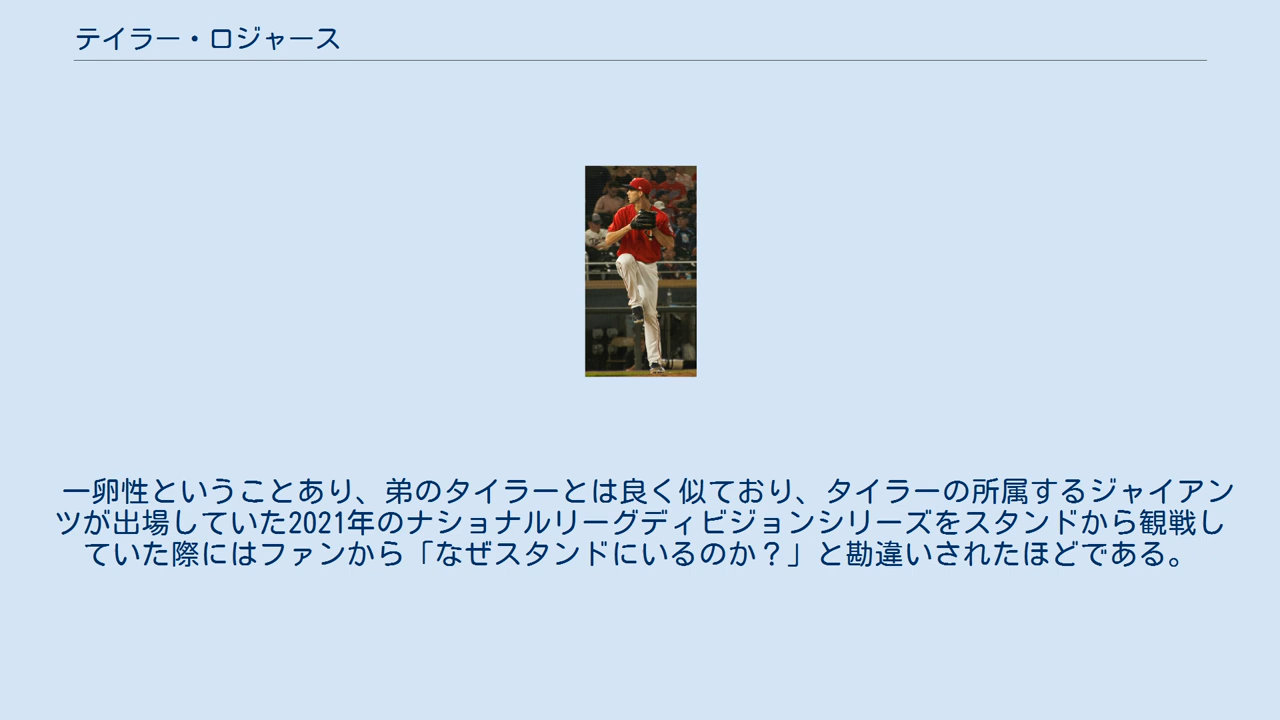 テイラー・ロジャース
一卵性ということあり、弟のタイラーとは良く似ており、タイラーの所属するジャイアン
ツが出場していた2021年のナショナルリーグディビジョンシリーズをスタンドから観戦し
ていた際にはファンから「なぜスタンドにいるのか？」と勘違いされたほどである。